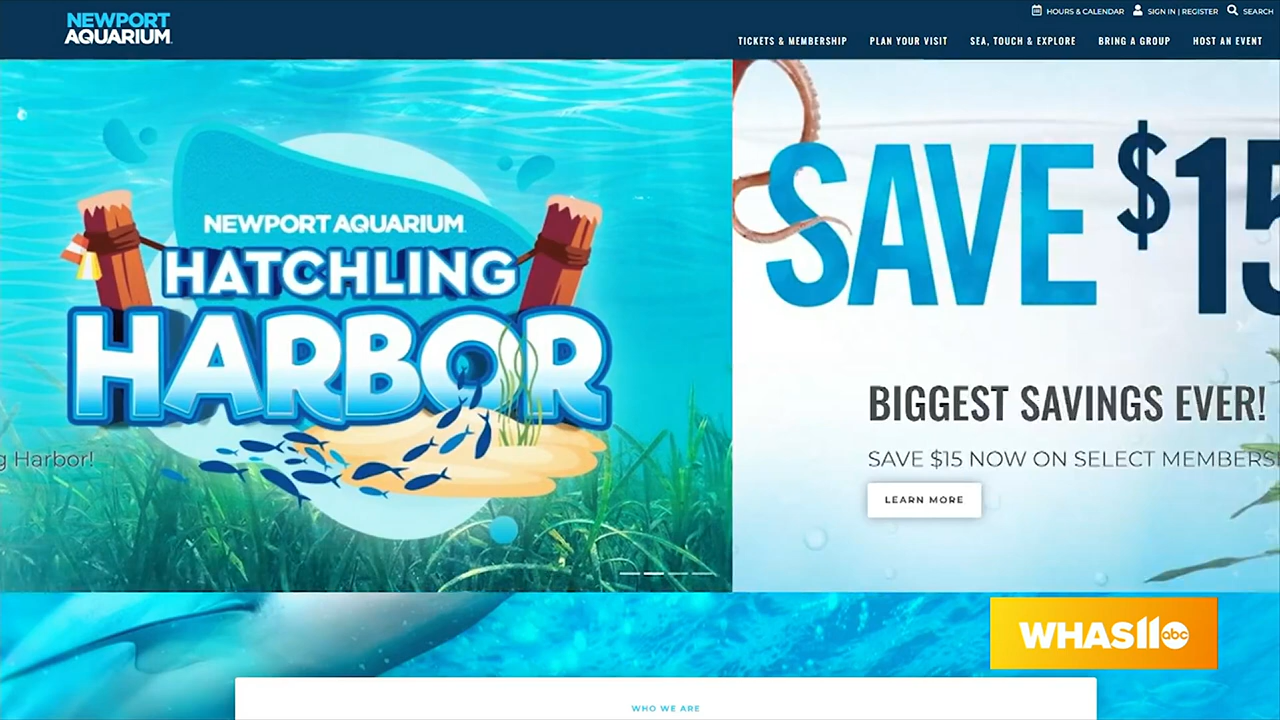 NEWPORT
AQUARIUM
HOURS & CALENDAR
SIGN IN | REGISTER
SEARCH
TICKETS & MEMBERSHIP
PLAN YOUR VISIT
SEA, TOUCH & EXPLORE
BRING A GROUP
HOST AN EVENT
NEWPORT AQUARIUM
HATCHLING
HARBOR
g Harbor!
SAVE $15
BIGGEST SAVINGS EVER!
SAVE $15 NOW ON SELECT MEMBERS
LEARN MORE
WHAS11 abc
WHO WE ARE